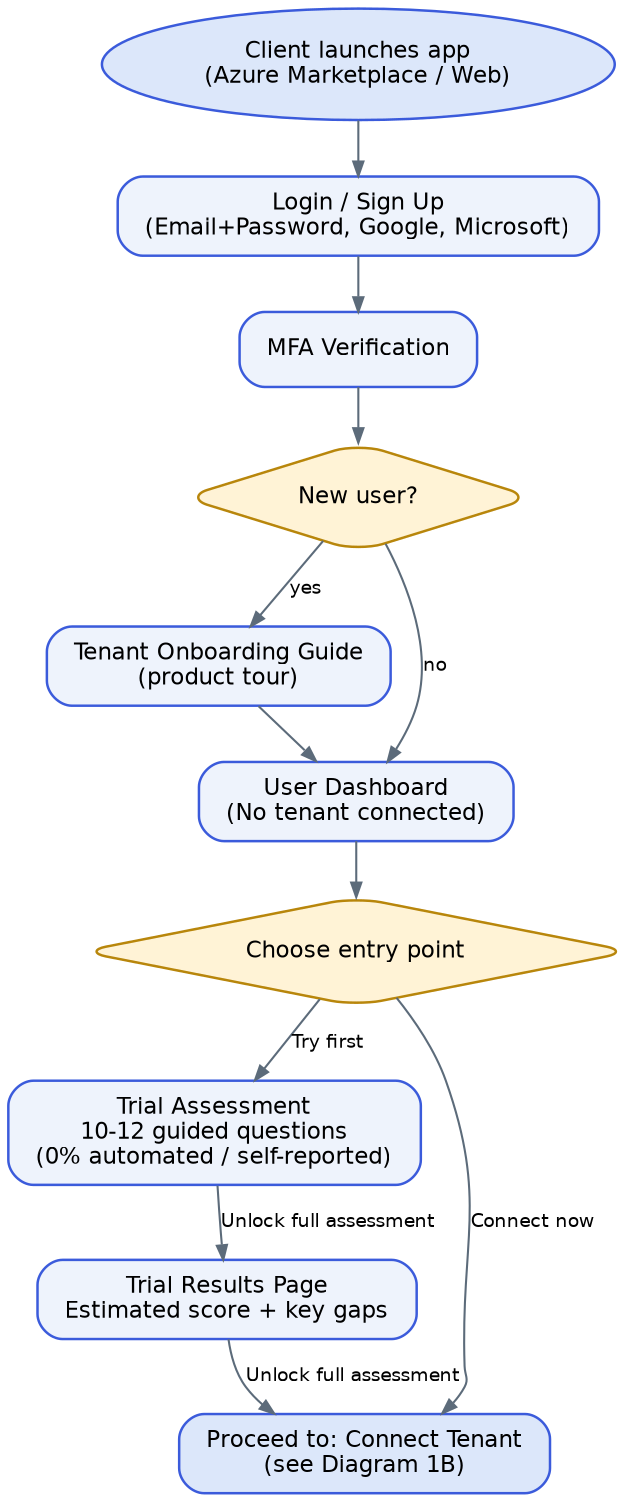 Client launches app
(Azure Marketplace / Web)
Login / Sign Up
(Email+Password, Google, Microsoft)
MFA Verification
New user?
yes
Tenant Onboarding Guide
(product tour)
no
User Dashboard
(No tenant connected)
Choose entry point
Try first
Trial Assessment
10-12 guided questions
(0% automated / self-reported)
Unlock full assessment
Connect now
Trial Results Page
Estimated score + key gaps
Unlock full assessment
Proceed to: Connect Tenant
(see Diagram 1B)